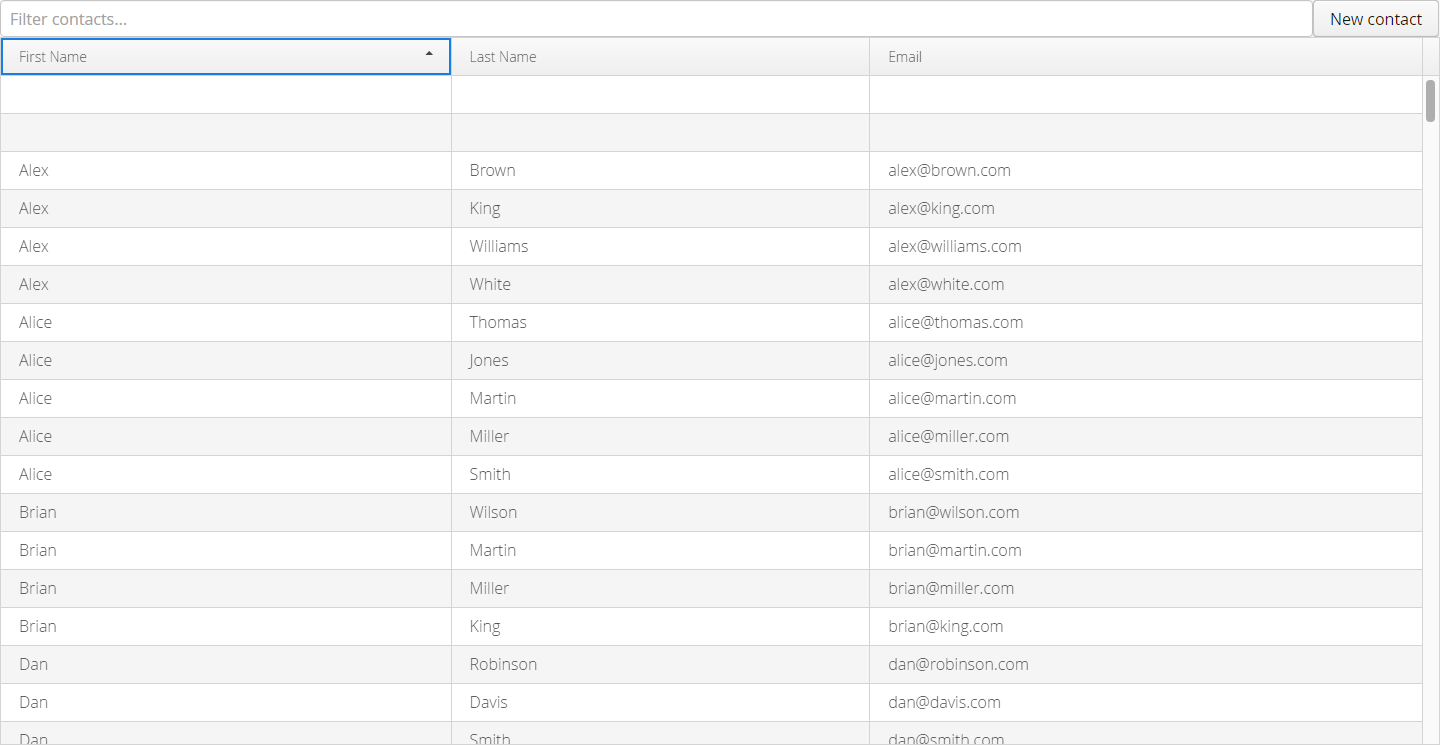 Filter contacts... New contact
First Name Last Name Email
Alex Brown alex@brown.com
Alex King alex@king.com
Alex Williams alex@williams.com
Alex White alex@white.com
Alice Thomas alice@thomas.com
Alice Jones alice@jones.com
Alice Martin alice@martin.com
Alice Miller alice@miller.com
Alice Smith alice@smith.com
Brian Wilson brian@wilson.com
Brian Martin brian@martin.com
Brian Miller brian@miller.com
Brian King brian@king.com
Dan Robinson dan@robinson.com
Dan Davis dan@davis.com
Dan Smith dan@smith.com